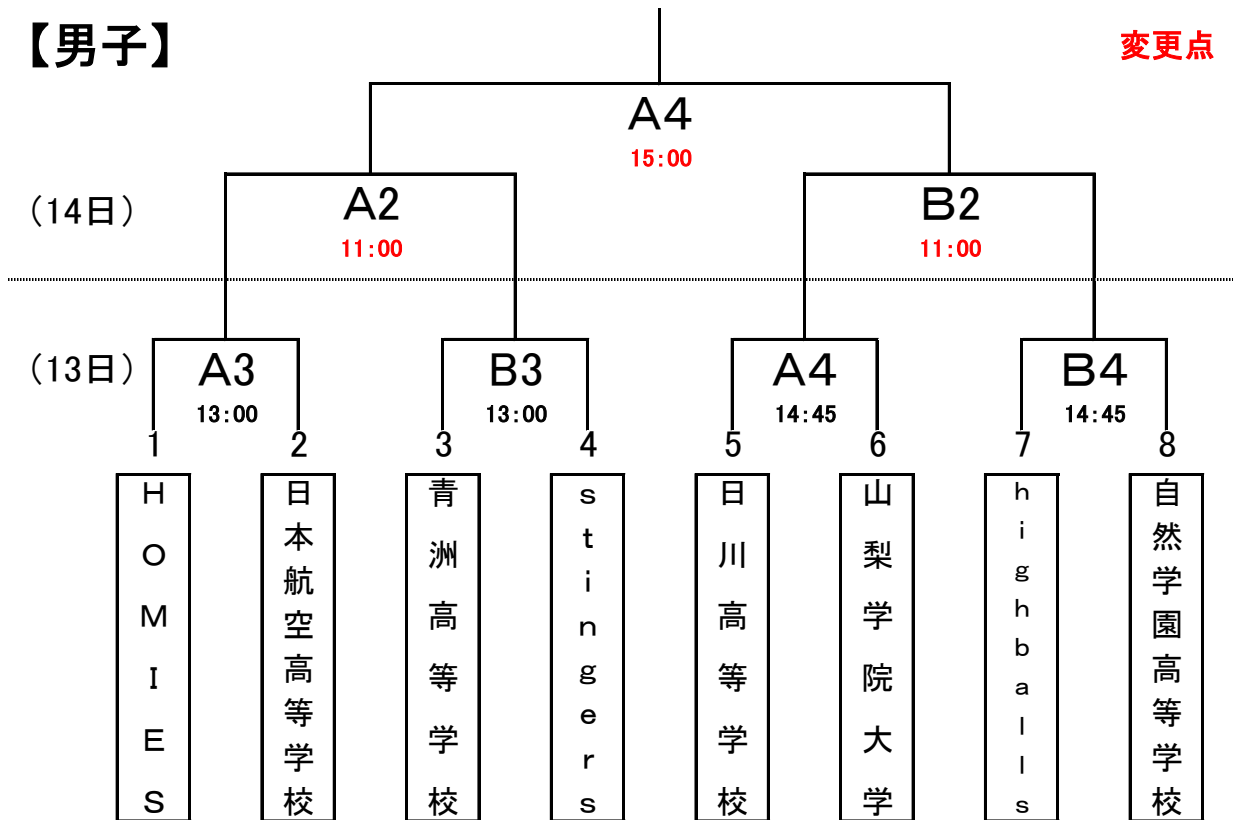 【男子】
変更点
A4
15:00
(14日)
A2
B2
11:00
11:00
(13日)
A3
B3
A4
B4
13:00
13:00
14:45
14:45
1
2
3
4
5
6
7
8
HOMIES
日本航空高等学校
青洲高等学校
stingers
日川高等学校
山梨学院大学
highballs
自然学園高等学校